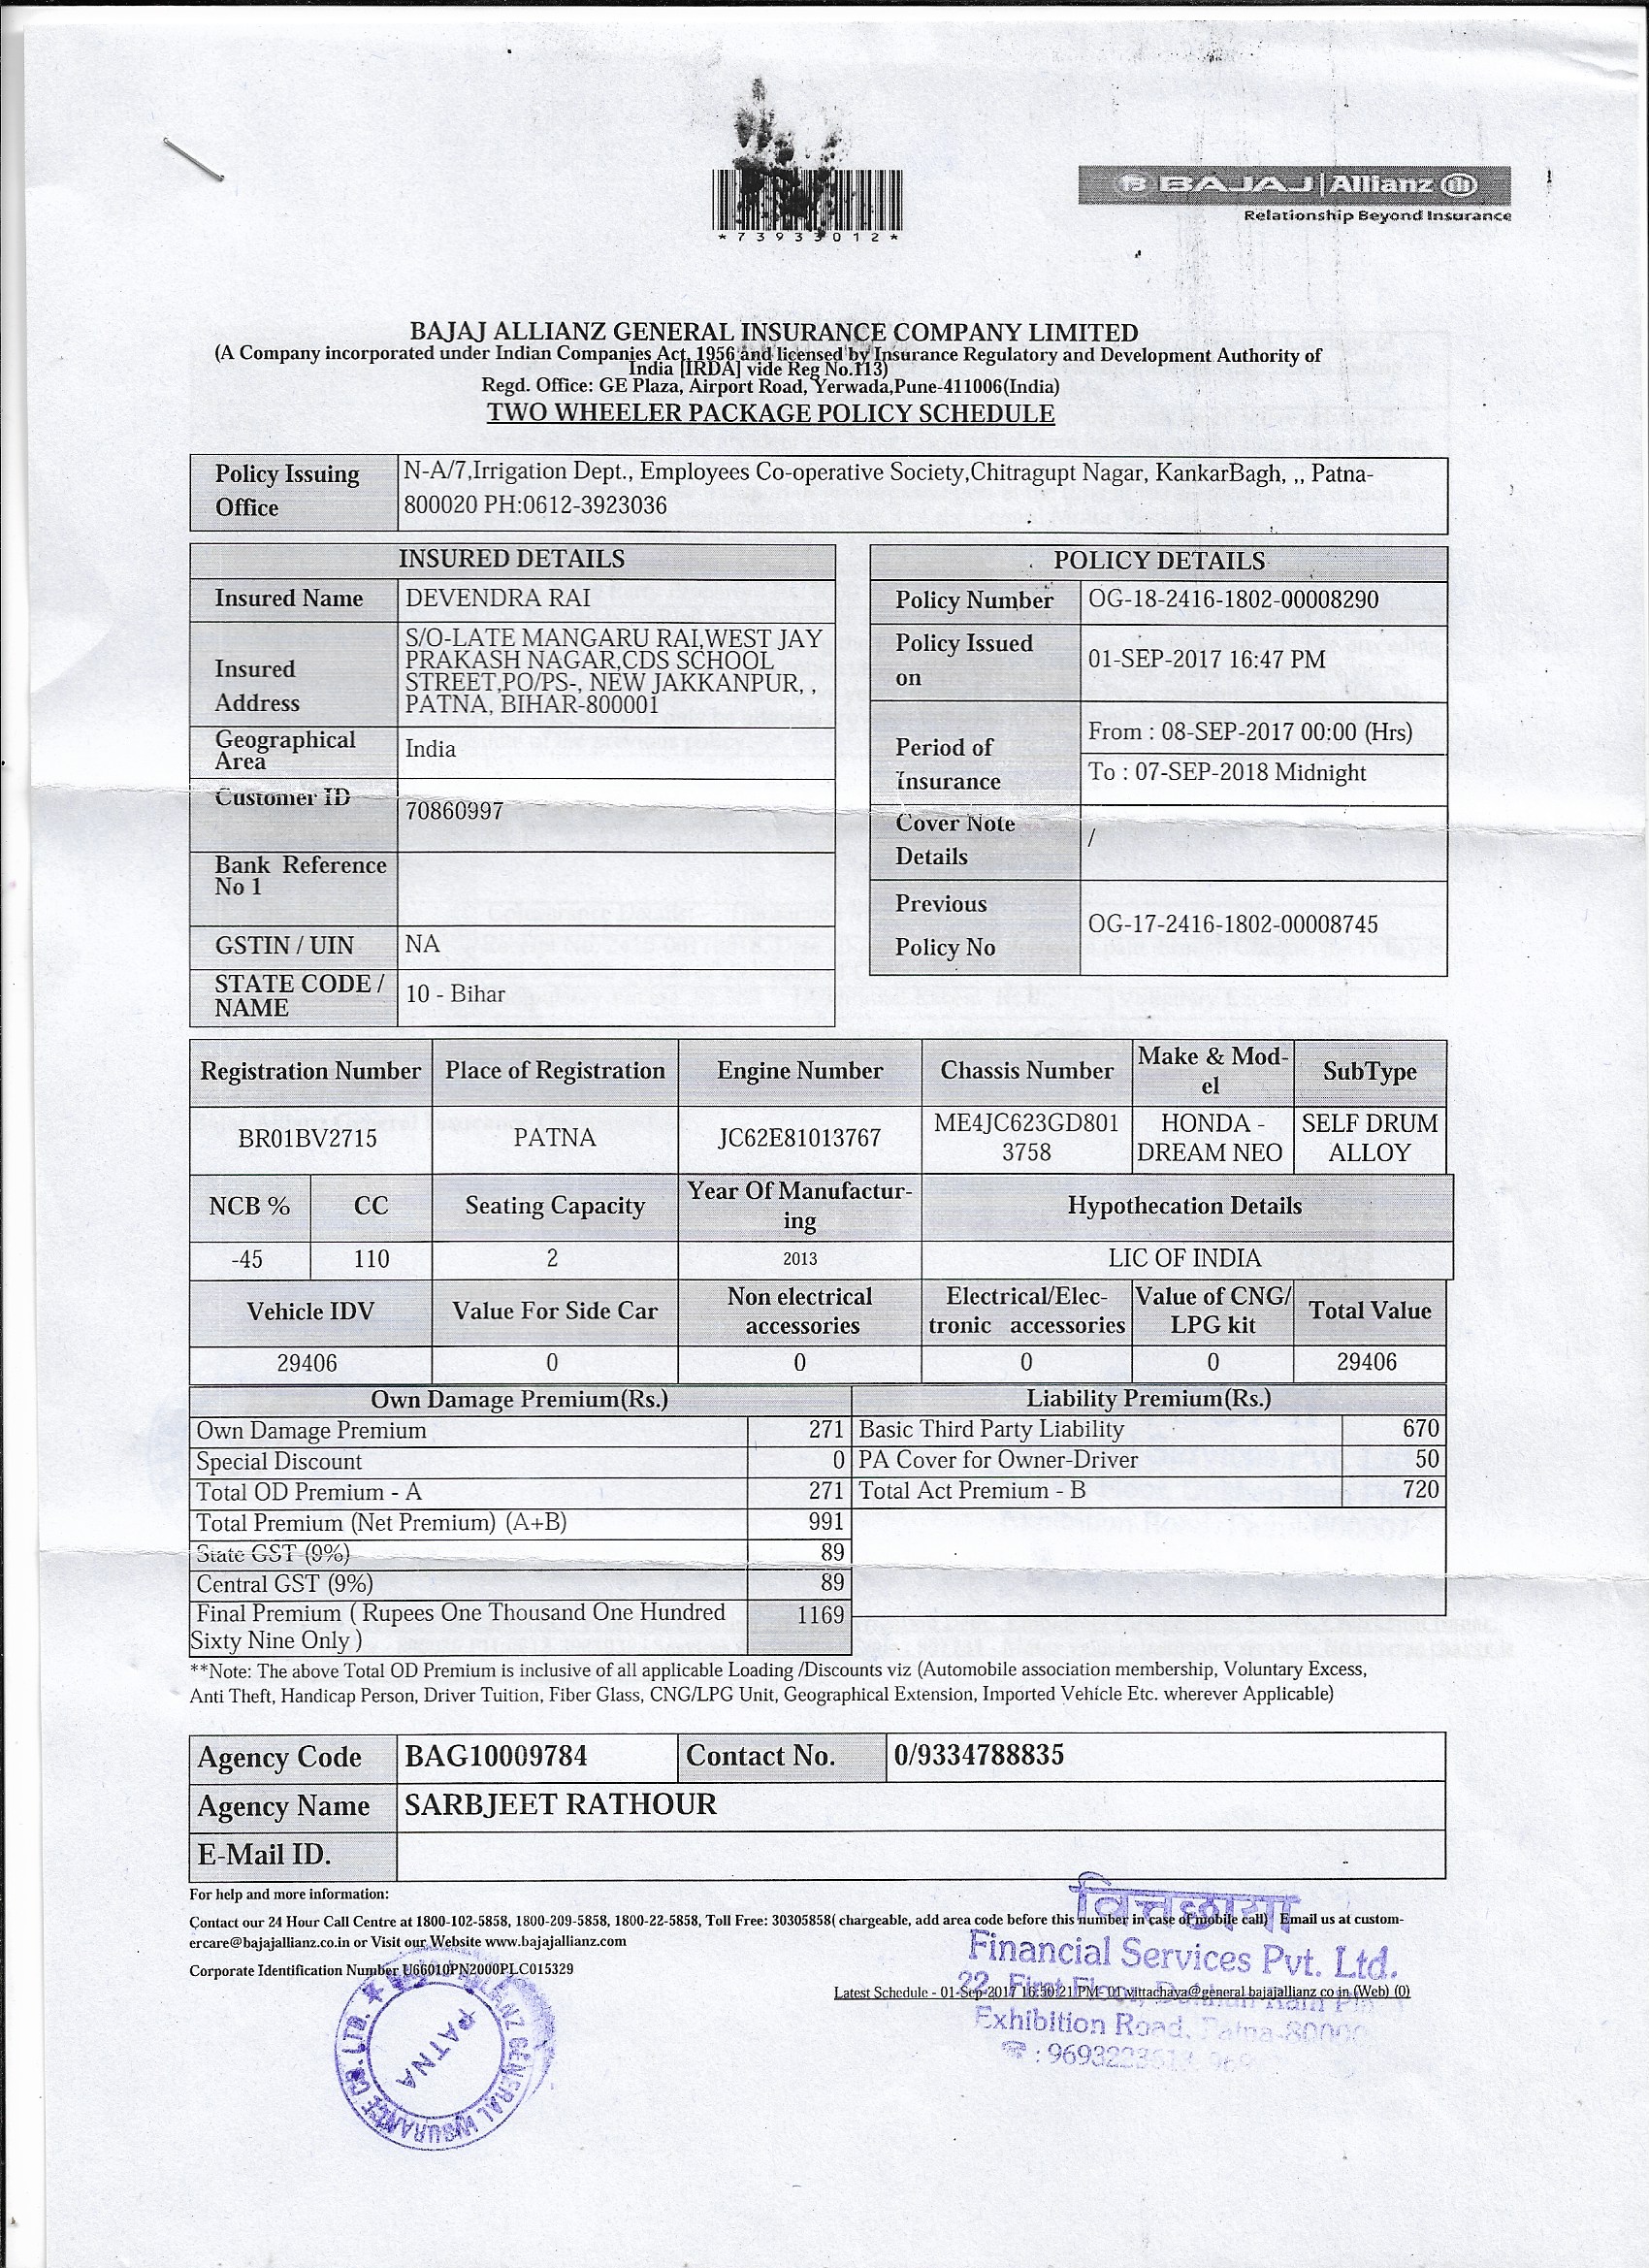 *73933012*
BAJAJ | Allianz
Relationship Beyond Insurance
BAJAJ ALLIANZ GENERAL INSURANCE COMPANY LIMITED
(A Company incorporated under Indian Companies Act, 1956 and licensed by Insurance Regulatory and Development Authority of
India [IRDA] vide Reg No.113)
Regd. Office: GE Plaza, Airport Road, Yerwada,Pune-411006(India)
TWO WHEELER PACKAGE POLICY SCHEDULE
Policy Issuing Office N-A/7,Irrigation Dept., Employees Co-operative Society,Chitragupt Nagar, KankarBagh, ,, Patna-
800020 PH:0612-3923036
INSURED DETAILS
Insured Name DEVENDRA RAI
Insured Address S/O-LATE MANGARU RAI,WEST JAY
PRAKASH NAGAR,CDS SCHOOL
STREET,PO/PS-, NEW JAKKANPUR, ,
PATNA, BIHAR-800001
Geographical Area India
Customer ID 70860997
Bank Reference No 1
GSTIN / UIN NA
STATE CODE / NAME 10 - Bihar
POLICY DETAILS
Policy Number OG-18-2416-1802-00008290
Policy Issued on 01-SEP-2017 16:47 PM
Period of Insurance From : 08-SEP-2017 00:00 (Hrs)
To : 07-SEP-2018 Midnight
Cover Note Details /
Previous Policy No OG-17-2416-1802-00008745
Registration Number Place of Registration Engine Number Chassis Number Make & Mod-
el SubType
BR01BV2715 PATNA JC62E81013767 ME4JC623GD801
3758 HONDA -
DREAM NEO SELF DRUM
ALLOY
NCB % CC Seating Capacity Year Of Manufactur-
ing Hypothecation Details
-45 110 2 2013 LIC OF INDIA
Vehicle IDV Value For Side Car Non electrical
accessories Electrical/Elec-
tronic accessories Value of CNG/
LPG kit Total Value
29406 0 0 0 0 29406
Own Damage Premium(Rs.) Liability Premium(Rs.)
Own Damage Premium 271 Basic Third Party Liability 670
Special Discount 0 PA Cover for Owner-Driver 50
Total OD Premium - A 271 Total Act Premium - B 720
Total Premium (Net Premium) (A+B) 991
State GST (9%) 89
Central GST (9%) 89
Final Premium ( Rupees One Thousand One Hundred
Sixty Nine Only ) 1169
**Note: The above Total OD Premium is inclusive of all applicable Loading /Discounts viz (Automobile association membership, Voluntary Excess,
Anti Theft, Handicap Person, Driver Tuition, Fiber Glass, CNG/LPG Unit, Geographical Extension, Imported Vehicle Etc. wherever Applicable)
Agency Code BAG10009784 Contact No. 0/9334788835
Agency Name SARBJEET RATHOUR
E-Mail ID.
For help and more information:
Contact our 24 Hour Call Centre at 1800-102-5858, 1800-209-5858, 1800-22-5858, Toll Free: 30305858( chargeable, add area code before this number in case of mobile call) Email us at custom-
ercare@bajajallianz.co.in or Visit our Website www.bajajallianz.com
Corporate Identification Number U66010PN2000PLC015329
Latest Schedule - 01-Sep-2017 16:50:21 PM- 01.vittachaya@general.bajajallianz.co.in (Web) (0)
वित्तछाया
Financial Services Pvt. Ltd.
22, First Floor,
Exhibition Road, Patna-
ALLIANZ GENERAL INSURANCE CO. LTD.
PATNA